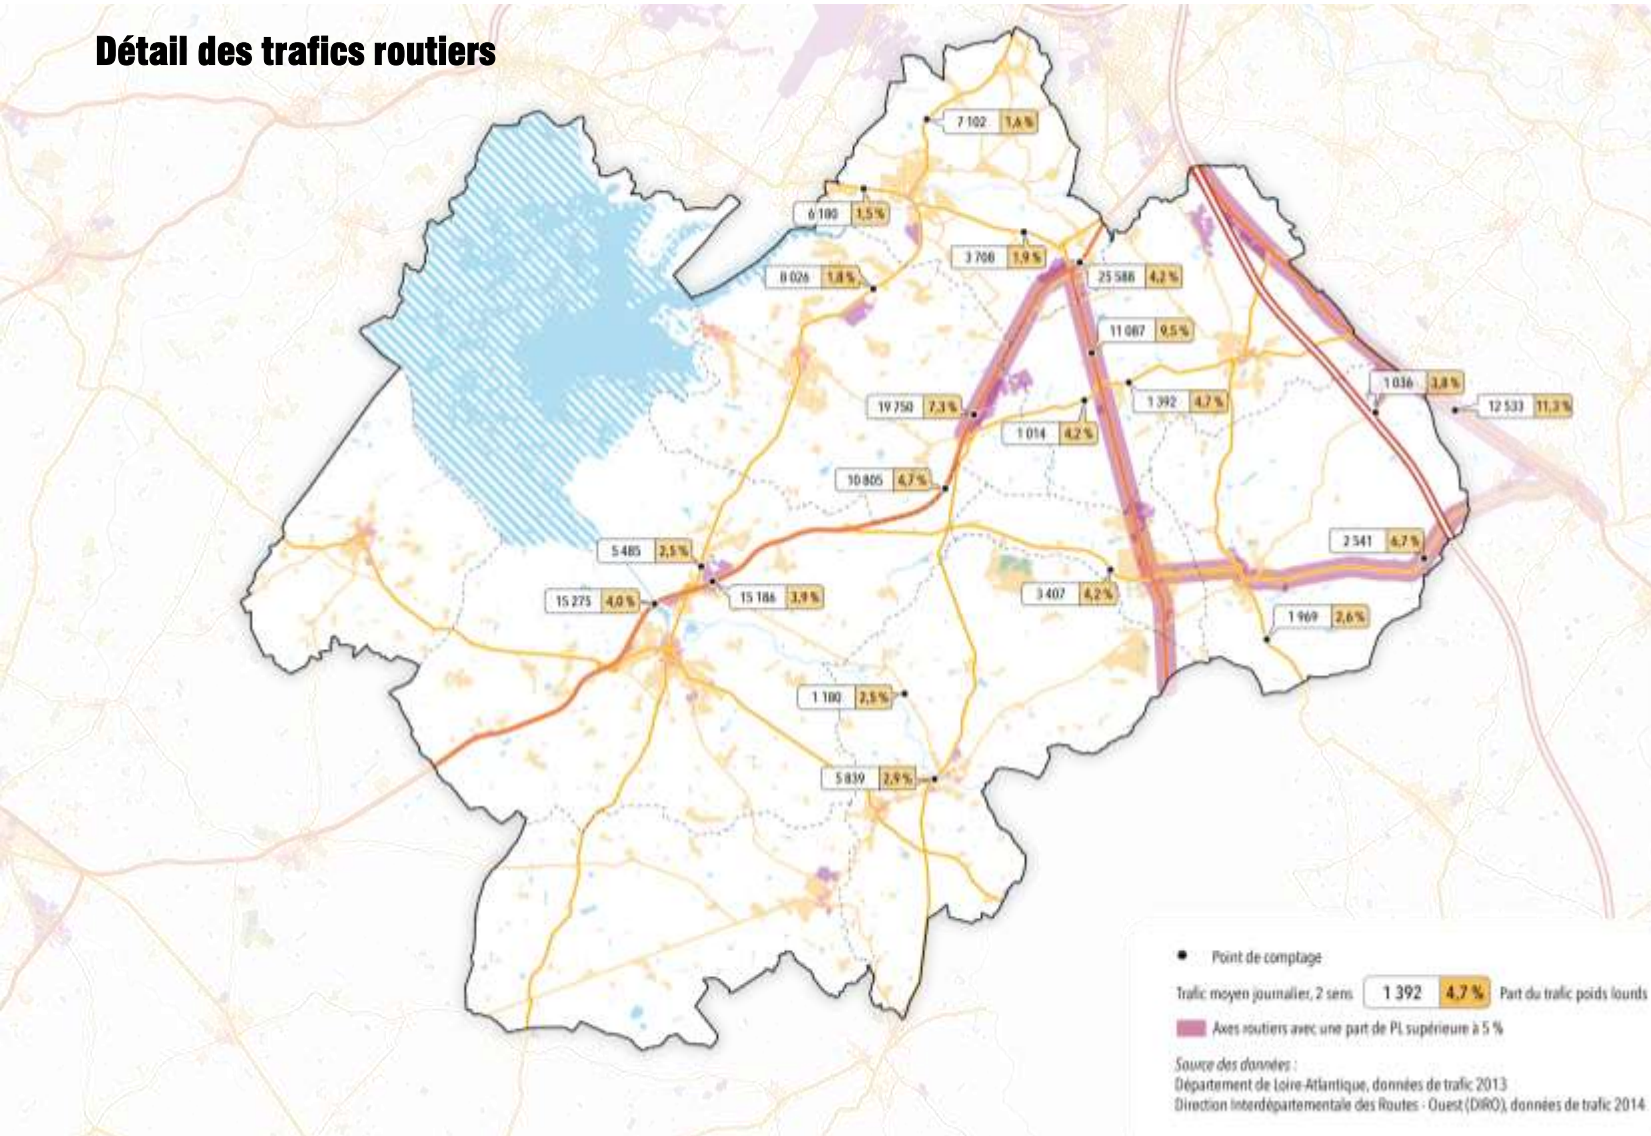 Détail des trafics routiers
7 102 1,6 %
6 180 1,5 %
3 708 1,9 %
8 026 1,8 %
25 588 4,2 %
11 087 9,5 %
1 036 3,8 %
12 533 11,3 %
19 750 7,3 %
1 392 4,7 %
1 014 4,2 %
10 805 4,7 %
5 485 2,5 %
2 541 6,7 %
15 275 4,0 %
15 186 3,9 %
3 407 4,2 %
1 969 2,6 %
1 180 2,5 %
5 839 2,9 %
Point de comptage
Trafic moyen journalier, 2 sens 1 392 4,7 % Part du trafic poids lourds
Axes routiers avec une part de PL supérieure à 5 %
Source des données :
Département de Loire-Atlantique, données de trafic 2013
Direction Interdépartementale des Routes - Ouest (DIRO), données de trafic 2014